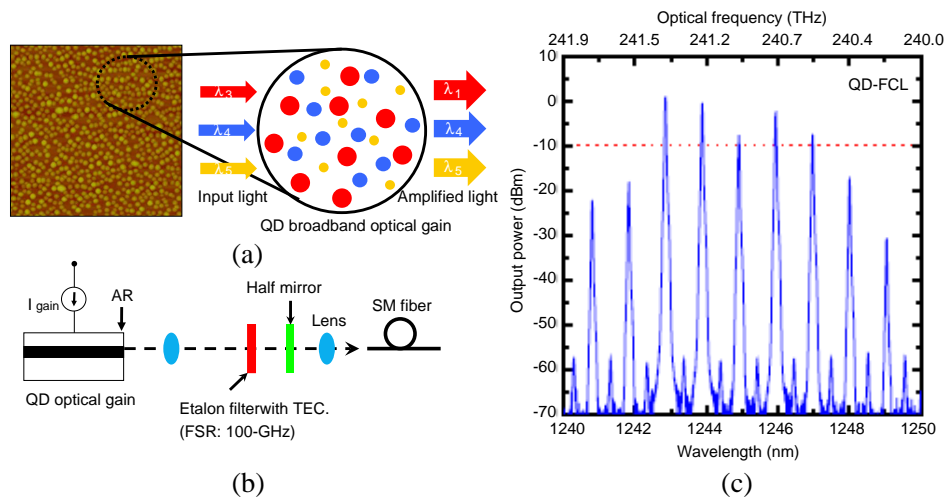 λ3
λ4
λ5
Input light
λ1
λ4
λ5
Amplified light
QD broadband optical gain
(a)
I gain
AR
Half mirror
Lens
SM fiber
QD optical gain
Etalon filterwith TEC.
(FSR: 100-GHz)
(b)
Optical frequency (THz)
241.9 241.4 241.2 240.7 240.4 240.0
QD-FCL
Output power (dBm)
10
0
-10
-20
-30
-40
-50
-60
-70
1240 1242 1244 1246 1248 1250
Wavelength (nm)
(c)